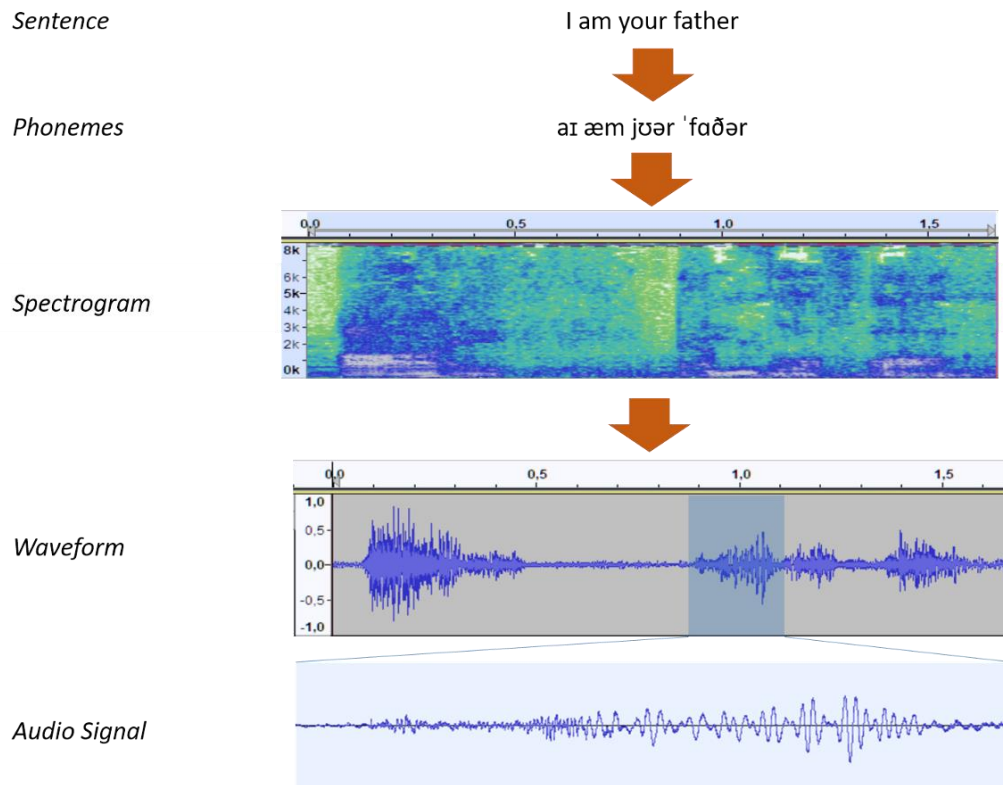 Sentence
I am your father
Phonemes
aɪ æm jʊər ˈfɑðər
Spectrogram
0,0 0,5 1,0 1,5
8k
6k
5k
4k
3k
2k
0k
Waveform
0,0 0,5 1,0 1,5
1,0
0,5
0,0
-0,5
-1,0
Audio Signal